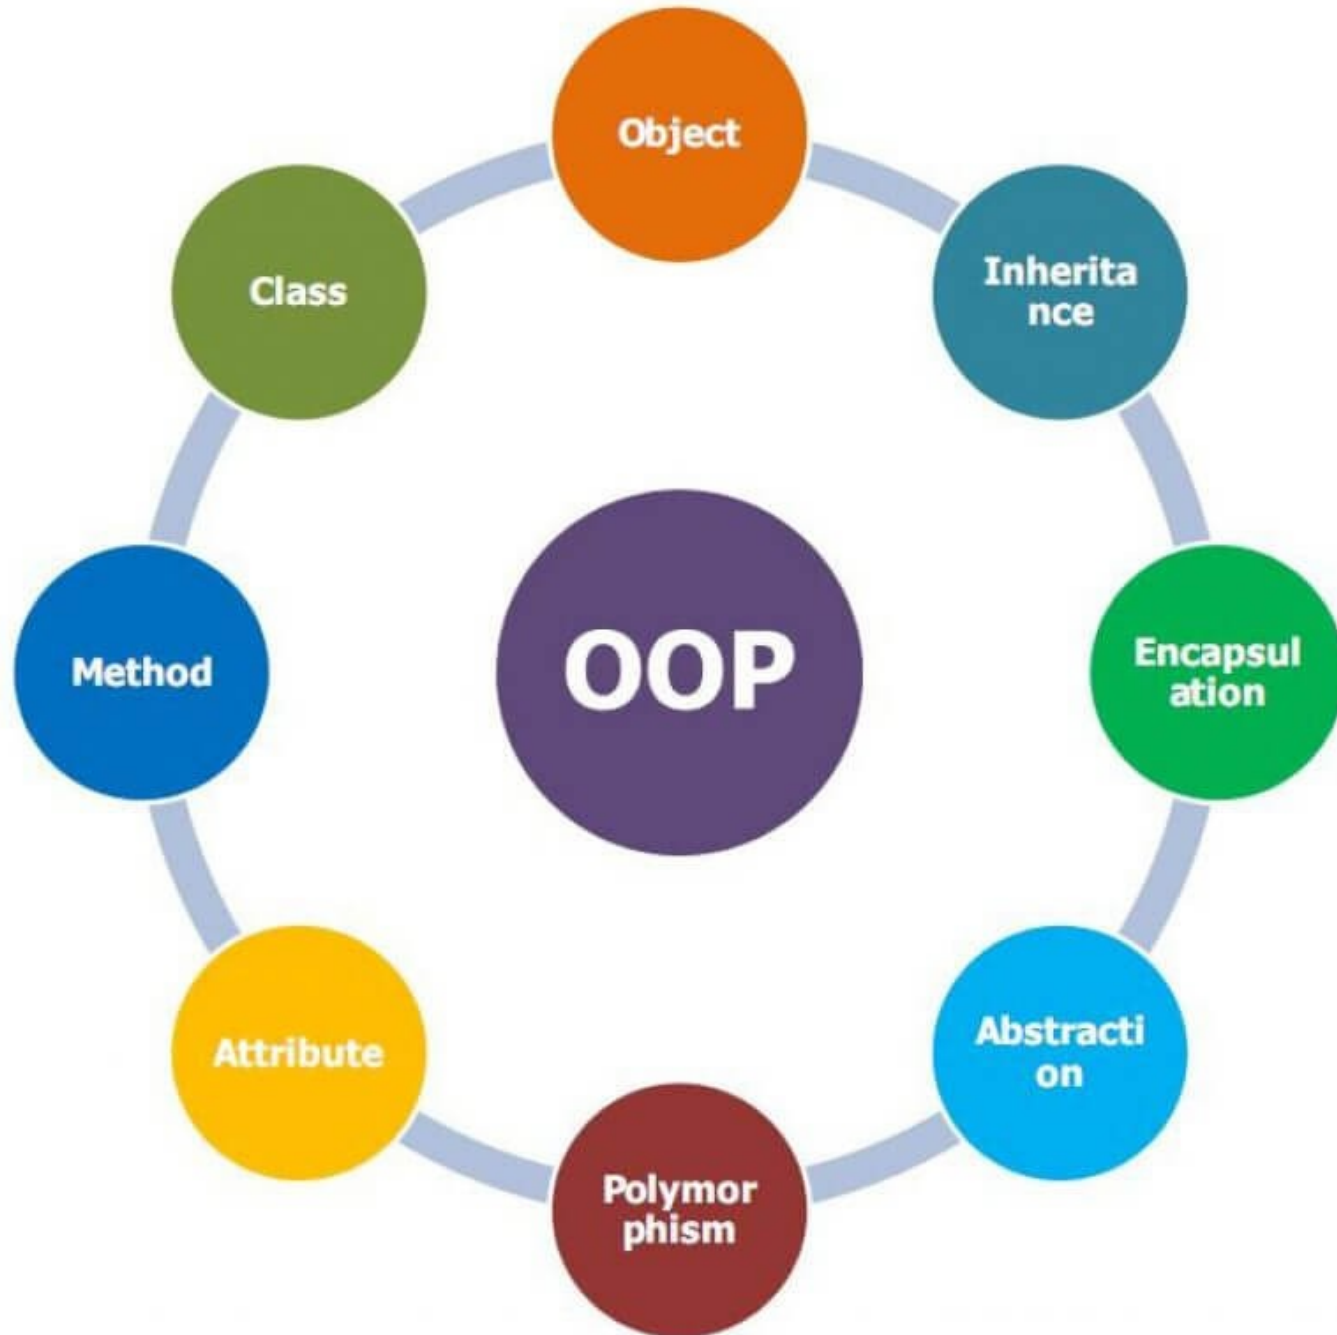 Object
Inherita
nce
Encapsul
ation
Abstracti
on
Polymor
phism
Attribute
Method
Class
OOP